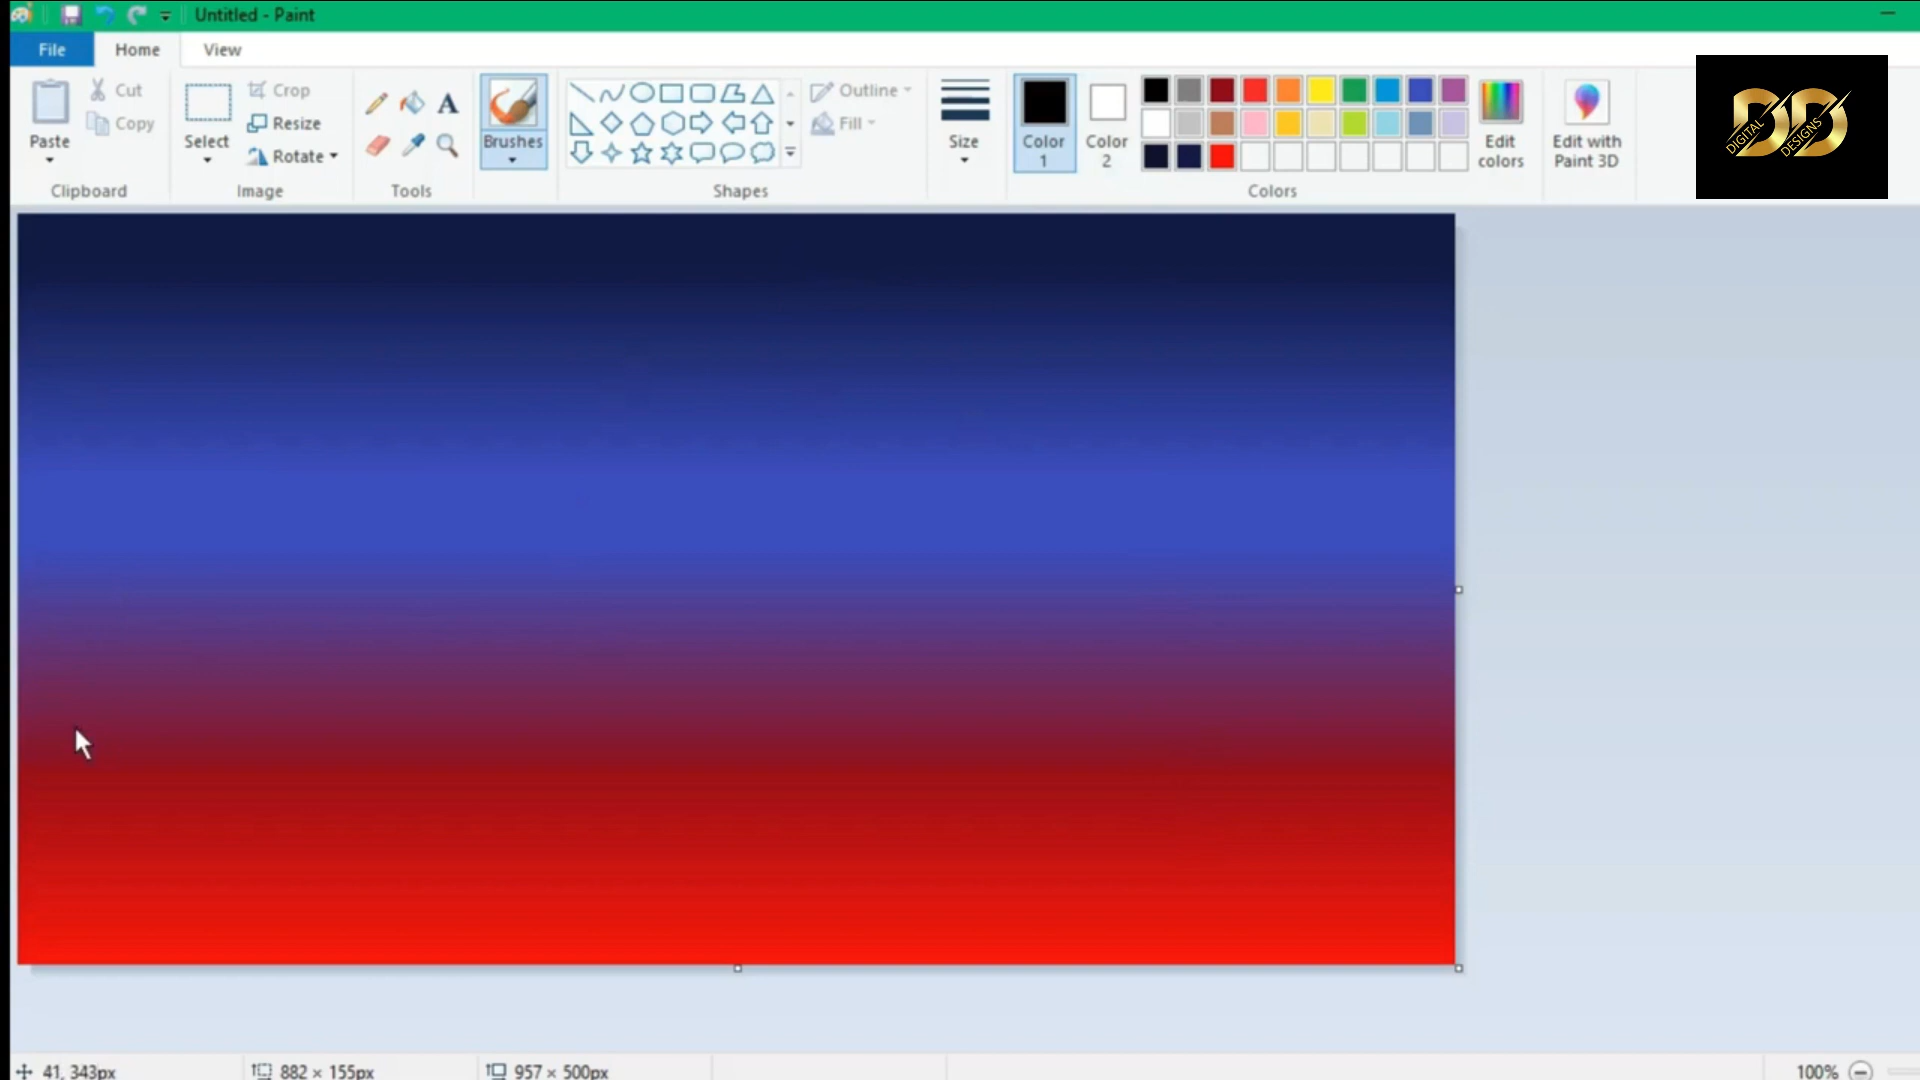 Untitled - Paint
File Home View
Paste
Cut
Copy
Clipboard
Select
Crop
Resize
Rotate
Image
A
Tools
Brushes
Shapes
Outline
Fill
Size
Color
1
Color
2
Colors
Edit
colors
Edit with
Paint 3D
DD
DIGITAL
DESIGNS
41, 343px
882 × 155px
957 × 500px
100%